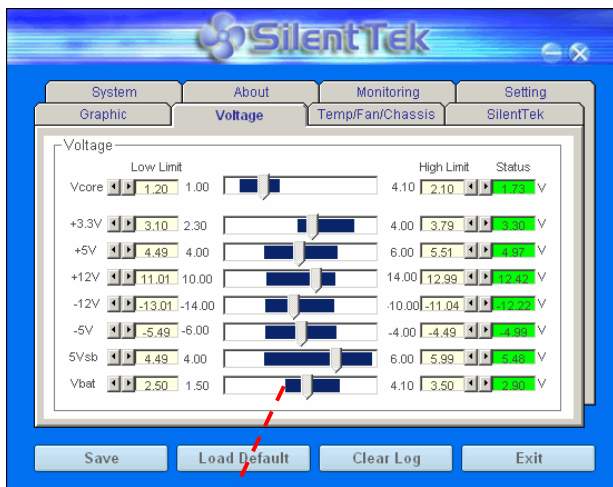 SilentTek
System About Monitoring Setting
Graphic Voltage Temp/Fan/Chassis SilentTek
Voltage
Low Limit High Limit Status
Vcore 1.20 1.00 4.10 2.10 1.73 V
+3.3V 3.10 2.30 4.00 3.79 3.30 V
+5V 4.49 4.00 6.00 5.51 4.97 V
+12V 11.01 10.00 14.00 12.99 12.42 V
-12V -13.01 -14.00 -10.00 -11.04 -12.22 V
-5V -5.49 -6.00 -4.00 -4.49 -4.99 V
5Vsb 4.49 4.00 6.00 5.99 5.48 V
Vbat 2.50 1.50 4.10 3.50 2.90 V
Save Load Default Clear Log Exit